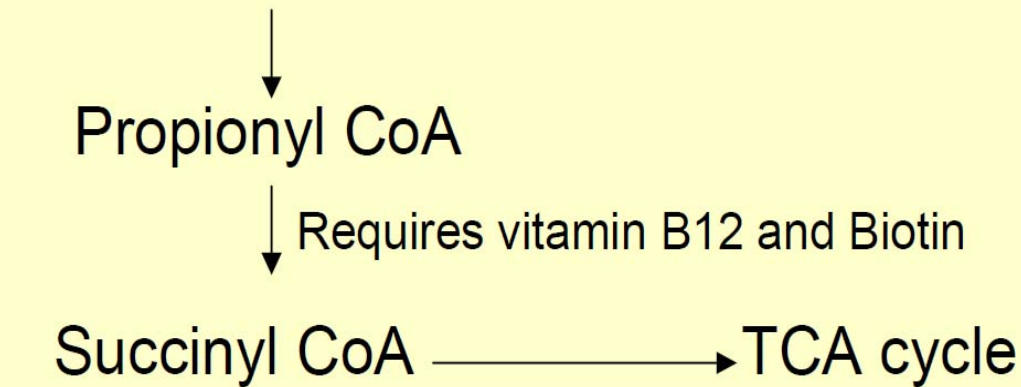 Propionyl CoA
Requires vitamin B12 and Biotin
Succinyl CoA TCA cycle